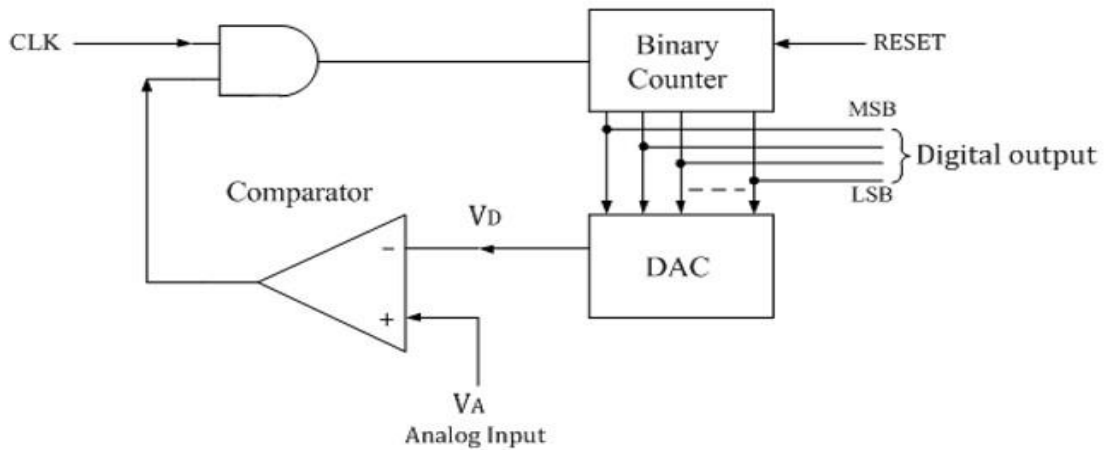 CLK
Binary
Counter
RESET
MSB
Digital output
LSB
Comparator
VD
−
DAC
+
VA
Analog Input